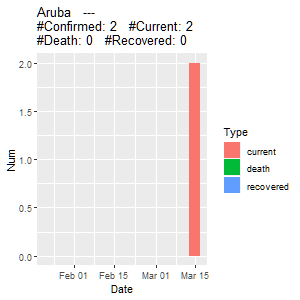 Aruba   ---
#Confirmed: 2   #Current: 2
#Death: 0   #Recovered: 0
2.0
1.5
1.0
0.5
0.0
Num
Feb 01
Feb 15
Mar 01
Mar 15
Date
Type
current
death
recovered